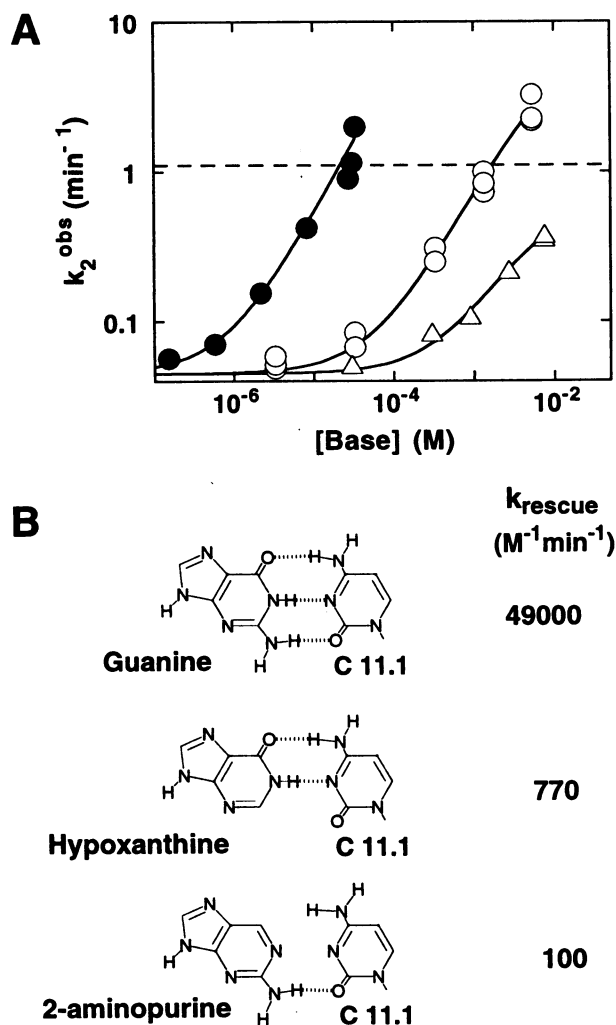 A
10
1
0.1
k₂ᵒᵇˢ (min⁻¹)
10⁻⁶
10⁻⁴
10⁻²
[Base] (M)
B
k_rescue
(M⁻¹min⁻¹)
N
O
H
N
H
H
N
N
N
H
N
N
N
H
O
N
H
49000
Guanine
C 11.1
N
O
H
N
H
H
N
N
N
H
N
N
O
N
770
Hypoxanthine
C 11.1
H
N
H
N
N
N
N
N
H
N
H
O
N
H
100
2-aminopurine
C 11.1